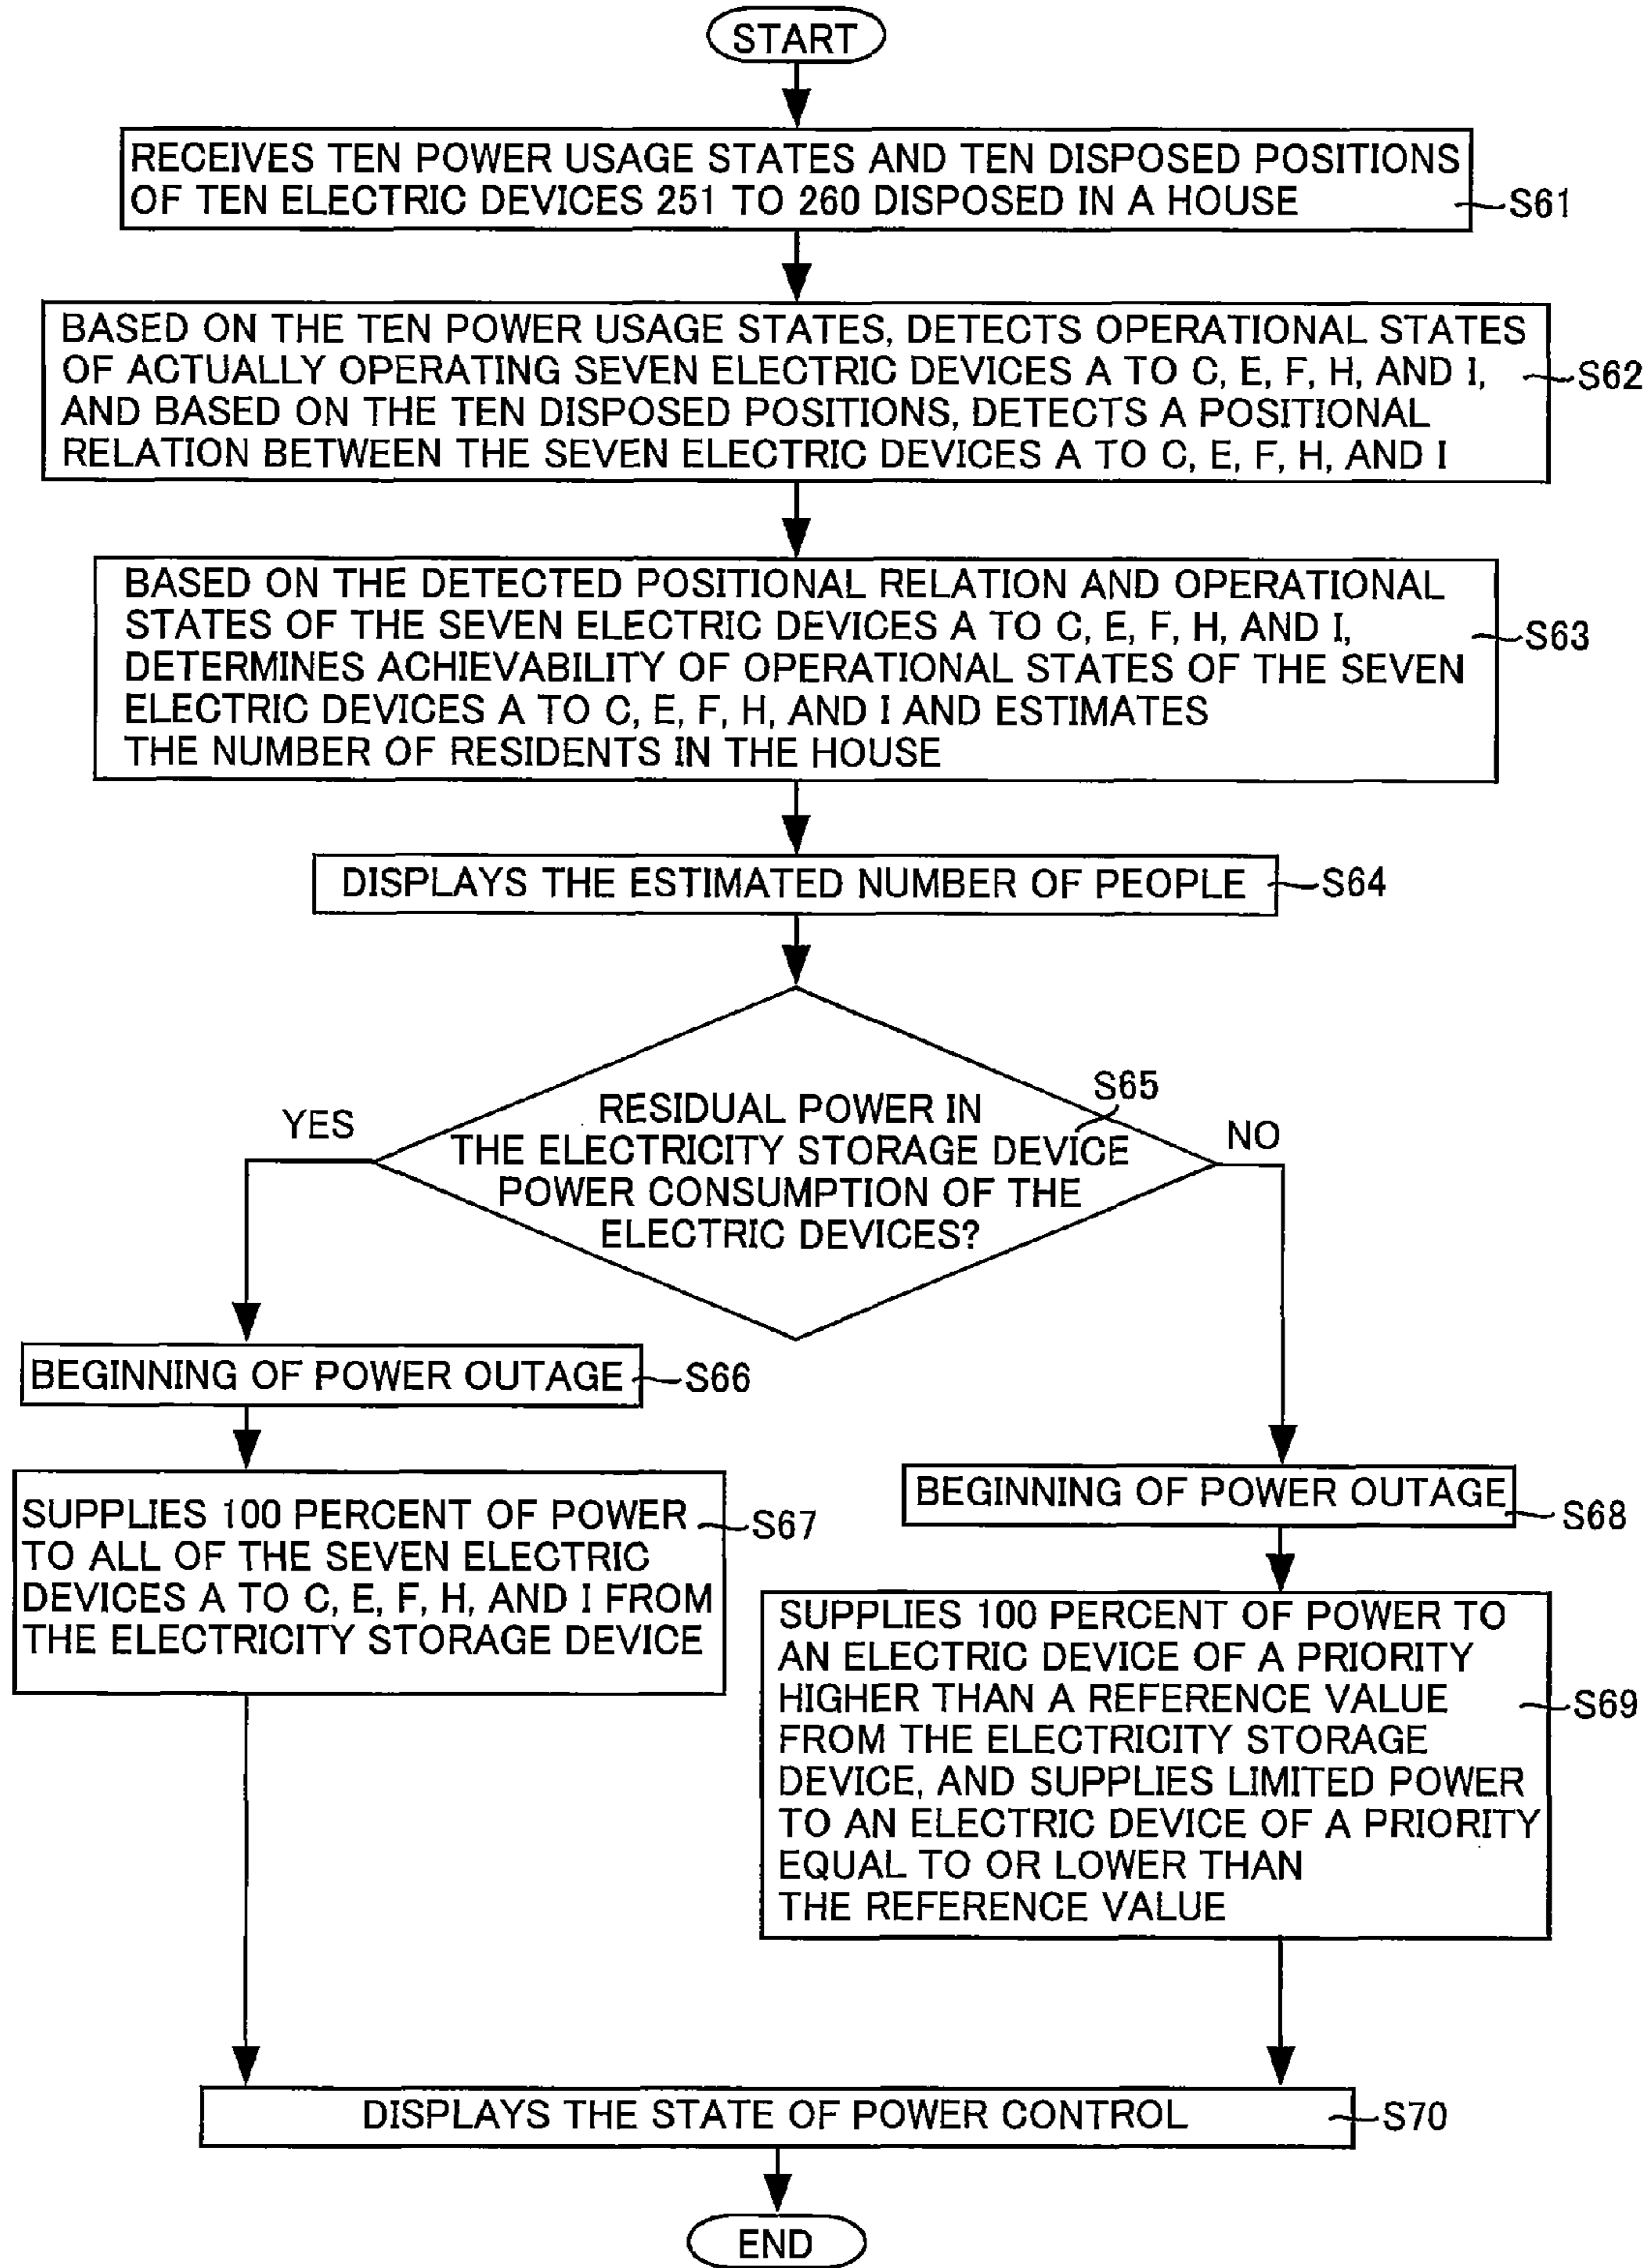 START
RECEIVES TEN POWER USAGE STATES AND TEN DISPOSED POSITIONS
OF TEN ELECTRIC DEVICES 251 TO 260 DISPOSED IN A HOUSE
S61
BASED ON THE TEN POWER USAGE STATES, DETECTS OPERATIONAL STATES
OF ACTUALLY OPERATING SEVEN ELECTRIC DEVICES A TO C, E, F, H, AND I,
AND BASED ON THE TEN DISPOSED POSITIONS, DETECTS A POSITIONAL
RELATION BETWEEN THE SEVEN ELECTRIC DEVICES A TO C, E, F, H, AND I
S62
BASED ON THE DETECTED POSITIONAL RELATION AND OPERATIONAL
STATES OF THE SEVEN ELECTRIC DEVICES A TO C, E, F, H, AND I,
DETERMINES ACHIEVABILITY OF OPERATIONAL STATES OF THE SEVEN
ELECTRIC DEVICES A TO C, E, F, H, AND I AND ESTIMATES
THE NUMBER OF RESIDENTS IN THE HOUSE
S63
DISPLAYS THE ESTIMATED NUMBER OF PEOPLE
S64
S65
RESIDUAL POWER IN
THE ELECTRICITY STORAGE DEVICE
POWER CONSUMPTION OF THE
ELECTRIC DEVICES?
YES
NO
BEGINNING OF POWER OUTAGE
S66
SUPPLIES 100 PERCENT OF POWER
TO ALL OF THE SEVEN ELECTRIC
DEVICES A TO C, E, F, H, AND I FROM
THE ELECTRICITY STORAGE DEVICE
S67
BEGINNING OF POWER OUTAGE
S68
SUPPLIES 100 PERCENT OF POWER TO
AN ELECTRIC DEVICE OF A PRIORITY
HIGHER THAN A REFERENCE VALUE
FROM THE ELECTRICITY STORAGE
DEVICE, AND SUPPLIES LIMITED POWER
TO AN ELECTRIC DEVICE OF A PRIORITY
EQUAL TO OR LOWER THAN
THE REFERENCE VALUE
S69
DISPLAYS THE STATE OF POWER CONTROL
S70
END